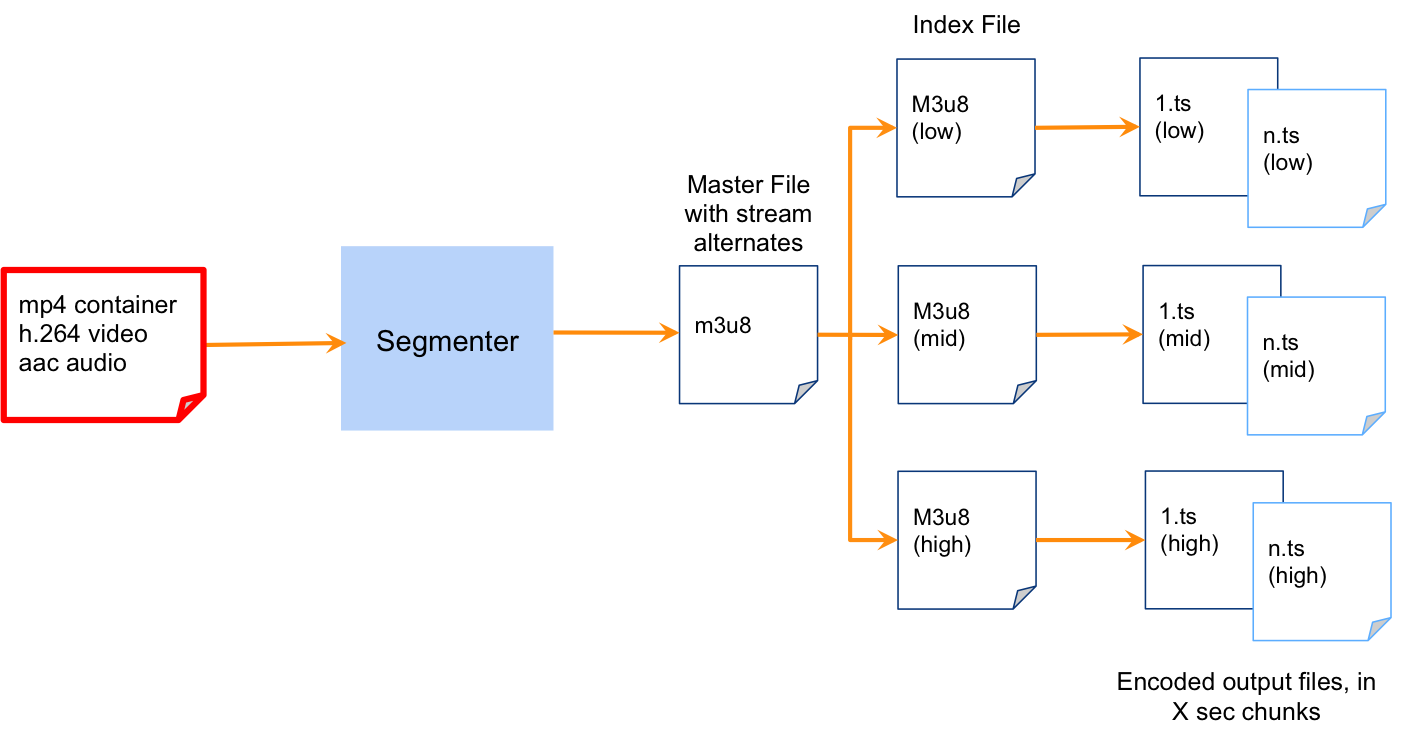 mp4 container
h.264 video
aac audio
Segmenter
Master File
with stream
alternates
m3u8
Index File
M3u8
(low)
1.ts
(low)
n.ts
(low)
M3u8
(mid)
1.ts
(mid)
n.ts
(mid)
M3u8
(high)
1.ts
(high)
n.ts
(high)
Encoded output files, in
X sec chunks